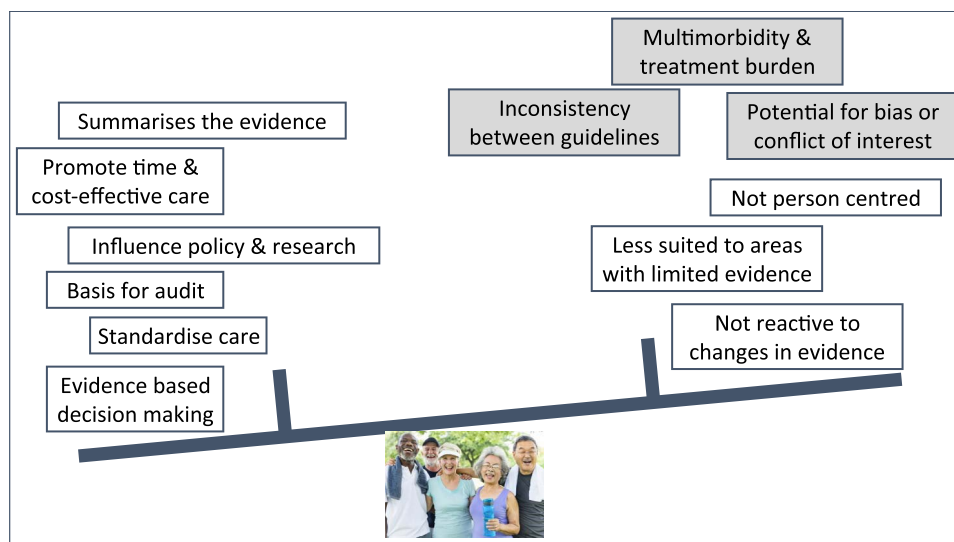 Summarises the evidence
Promote time &
cost-effective care
Influence policy & research
Basis for audit
Standardise care
Evidence based
decision making
Multimorbidity &
treatment burden
Inconsistency
between guidelines
Potential for bias or
conflict of interest
Not person centred
Less suited to areas
with limited evidence
Not reactive to
changes in evidence